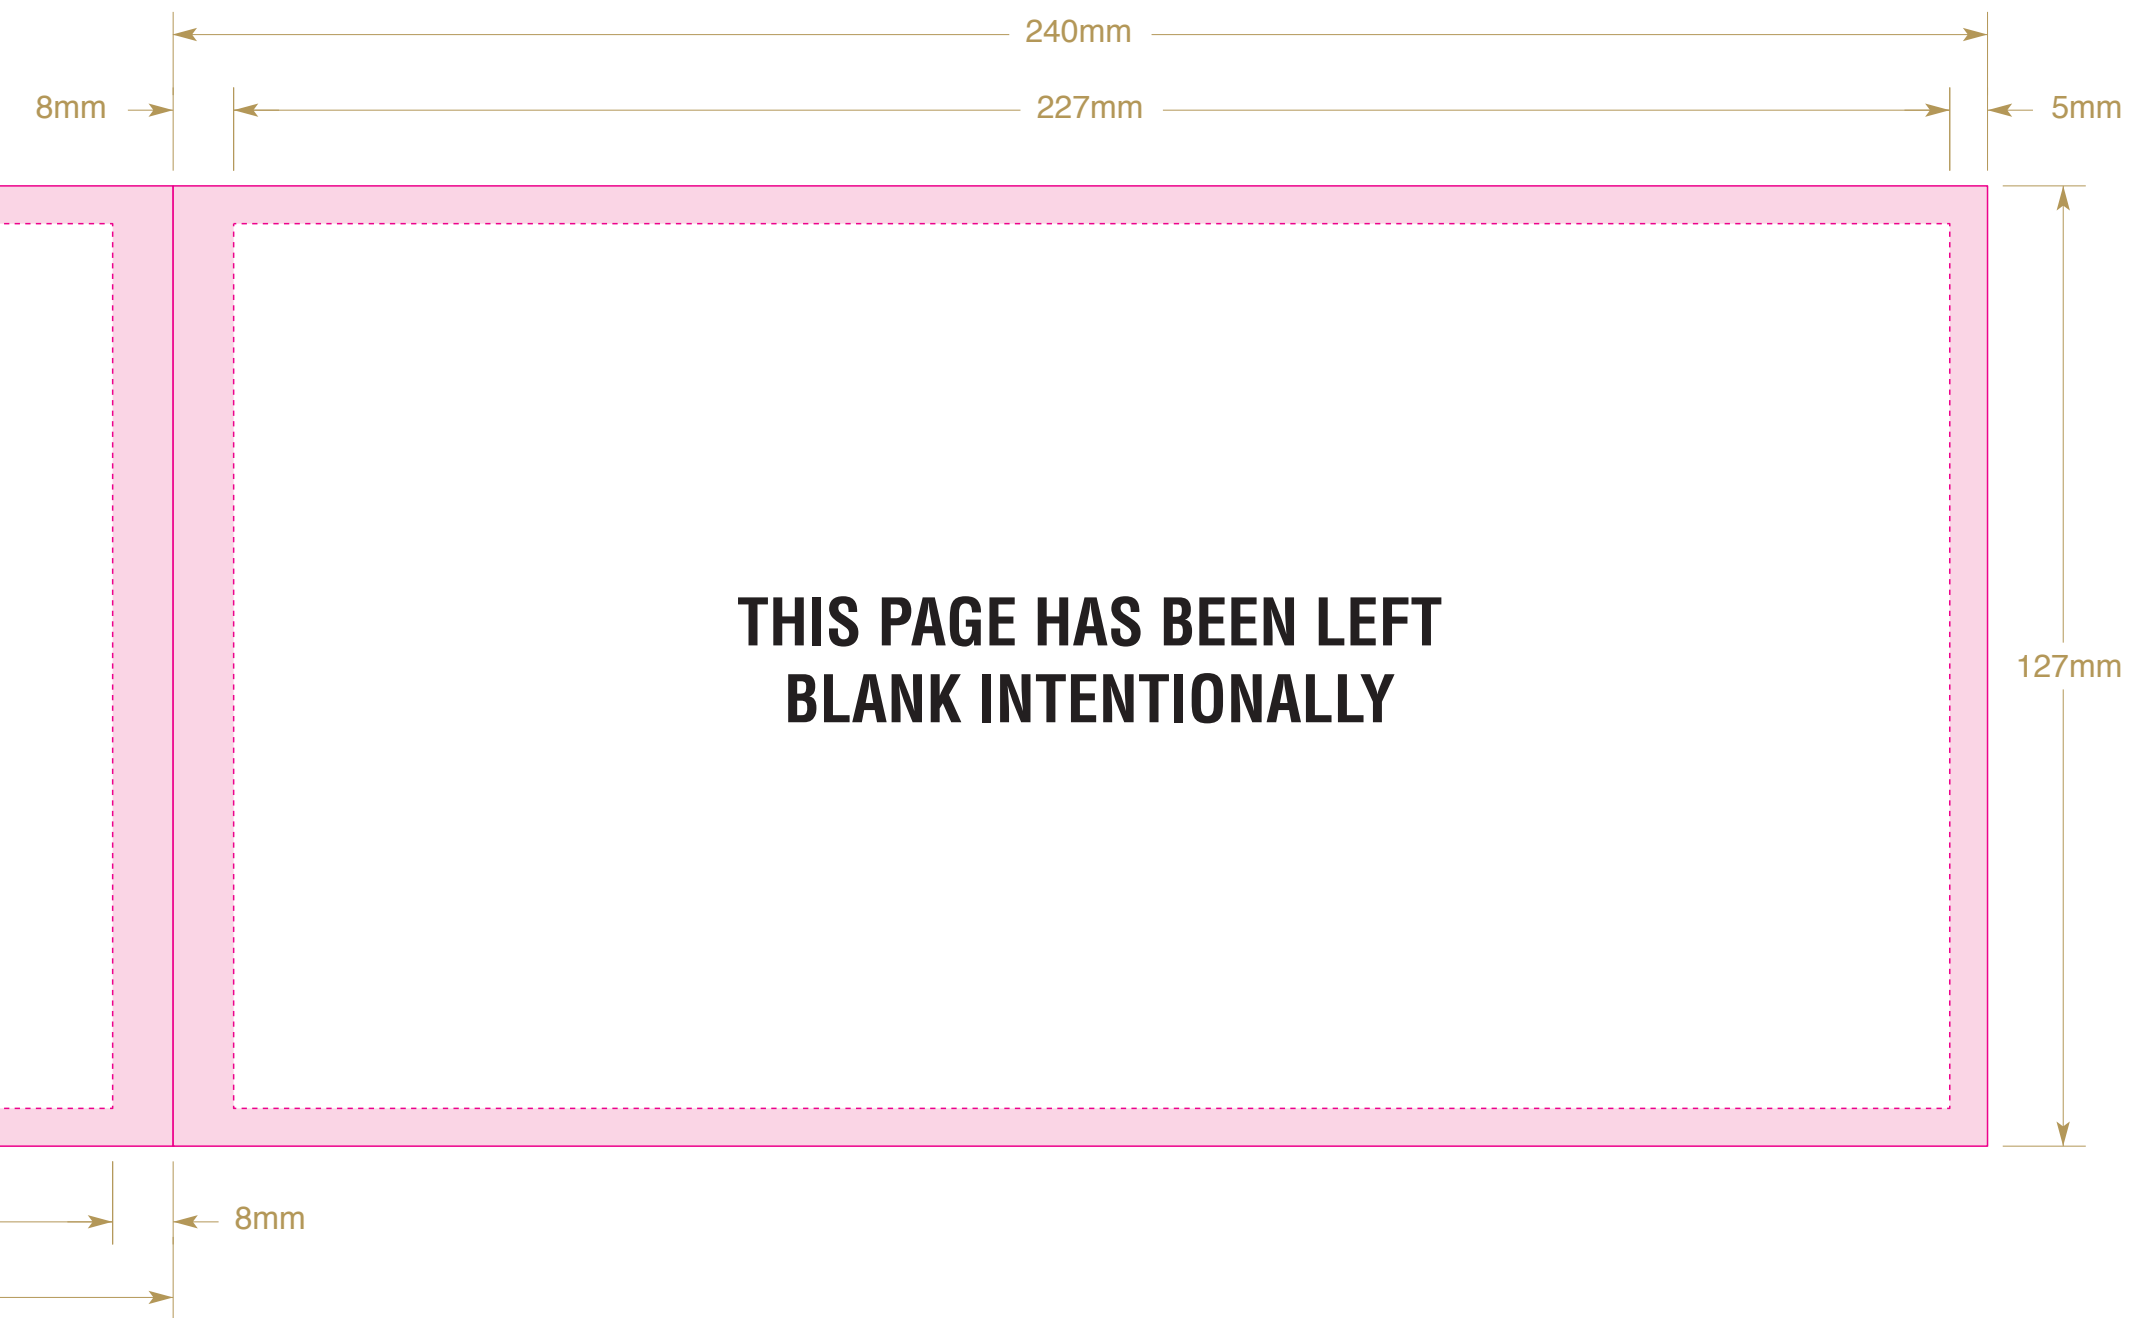 240mm
8mm
227mm
5mm
THIS PAGE HAS BEEN LEFT
BLANK INTENTIONALLY
127mm
8mm